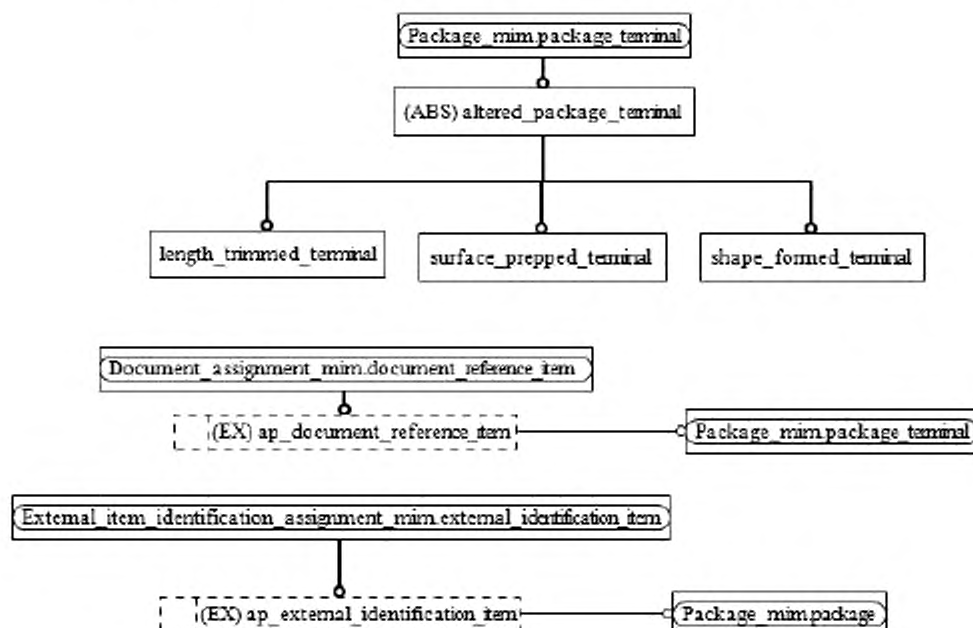 Package_mim.package_terminal
(ABS) altered_package_terminal
length_trimmed_terminal
surface_prepped_terminal
shape_formed_terminal
Document_assignment_mim.document_reference_item
(EX) ap_document_reference_item
Package_mim.package_terminal
External_item_identification_assignment_mim.external_identification_item
(EX) ap_external_identification_item
Package_mim.package